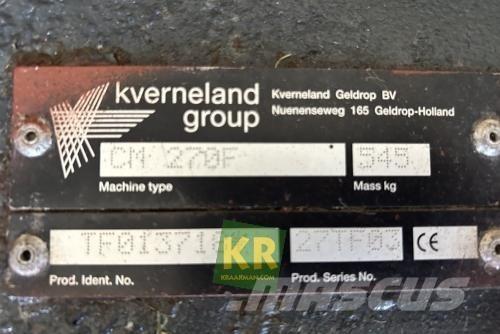 kverneland
group
Kverneland Geldrop BV
Nuenenseweg 165 Geldrop-Holland
CM 270F
545
Machine type
Mass kg
27TF03
CE
KR
KRAAKMAN.COM
Prod. Ident. No.
Prod. Series No.
MASCUS